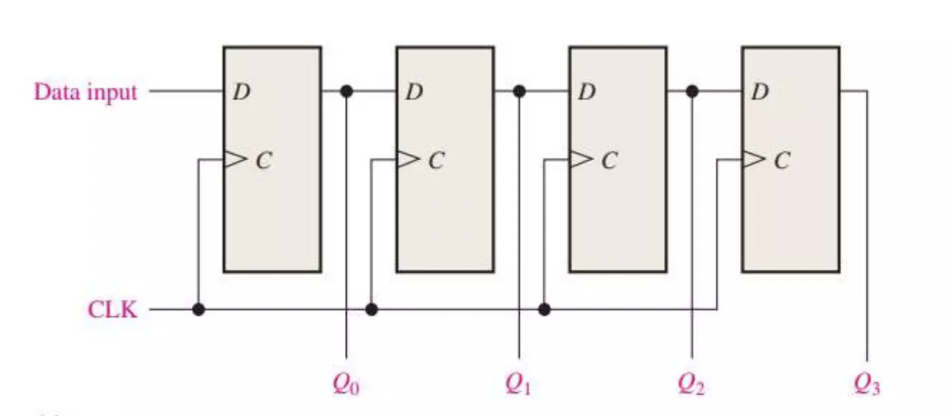 Data input D D D D
C C C C
CLK
Q₀ Q₁ Q₂ Q₃